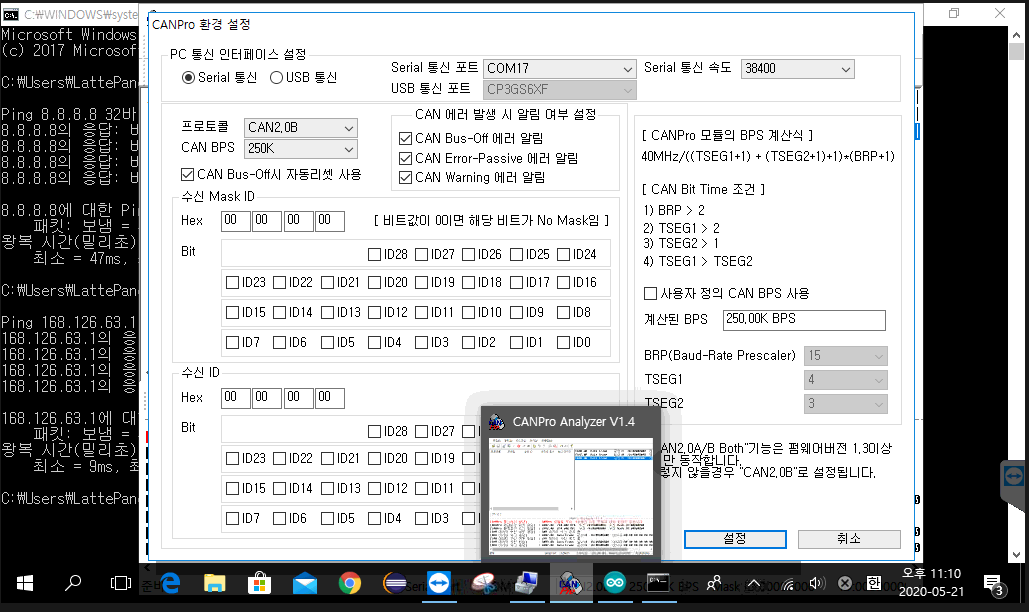 C:\WINDOWS\syste
Microsoft Windows
(c) 2017 Microsof
C:\Users\LattePan
Ping 8.8.8.8 32바
8.8.8.8의 응답: 바
8.8.8.8의 응답: 바
8.8.8.8의 응답: 바
8.8.8.8의 응답: 바
8.8.8.8에 대한 Pin
패킷: 보냄 =
왕복 시간(밀리초)
최소 = 47ms,
C:\Users\LattePan
Ping 168.126.63.1
168.126.63.1의 응
168.126.63.1의 응
168.126.63.1의 응
168.126.63.1의 응
168.126.63.1에 대
패킷: 보냄 =
왕복 시간(밀리초)
최소 = 9ms, 최
C:\Users\LattePan
CANPro 환경 설정
PC 통신 인터페이스 설정
Serial 통신 USB 통신
Serial 통신 포트 COM17 Serial 통신 속도 38400
USB 통신 포트 CP3GS6XF
프로토콜 CAN2.0B
CAN BPS 250K
CAN Bus-Off시 자동리셋 사용
CAN 에러 발생 시 알림 여부 설정
CAN Bus-Off 에러 알림
CAN Error-Passive 에러 알림
CAN Warning 에러 알림
수신 Mask ID
Hex 00 00 00 00 [ 비트값이 0이면 해당 비트가 No Mask임 ]
Bit
ID28 ID27 ID26 ID25 ID24
ID23 ID22 ID21 ID20 ID19 ID18 ID17 ID16
ID15 ID14 ID13 ID12 ID11 ID10 ID9 ID8
ID7 ID6 ID5 ID4 ID3 ID2 ID1 ID0
수신 ID
Hex 00 00 00 00
Bit
ID28 ID27
ID23 ID22 ID21 ID20 ID19
ID15 ID14 ID13 ID12 ID11
ID7 ID6 ID5 ID4 ID3
[ CANPro 모듈의 BPS 계산식 ]
40MHz/((TSEG1+1) + (TSEG2+1)+1)*(BRP+1)
[ CAN Bit Time 조건 ]
1) BRP > 2
2) TSEG1 > 2
3) TSEG2 > 1
4) TSEG1 > TSEG2
사용자 정의 CAN BPS 사용
계산된 BPS 250.00K BPS
BRP(Baud-Rate Prescaler) 15
TSEG1 4
TSEG2 3
AN2.0A/B Both"기능은 펌웨어버전 1.3이상
만 동작합니다.
렇지 않을경우 "CAN2.0B"로 설정됩니다.
설정 취소
CANPro Analyzer V1.4
오후 11:10
2020-05-21
한
3